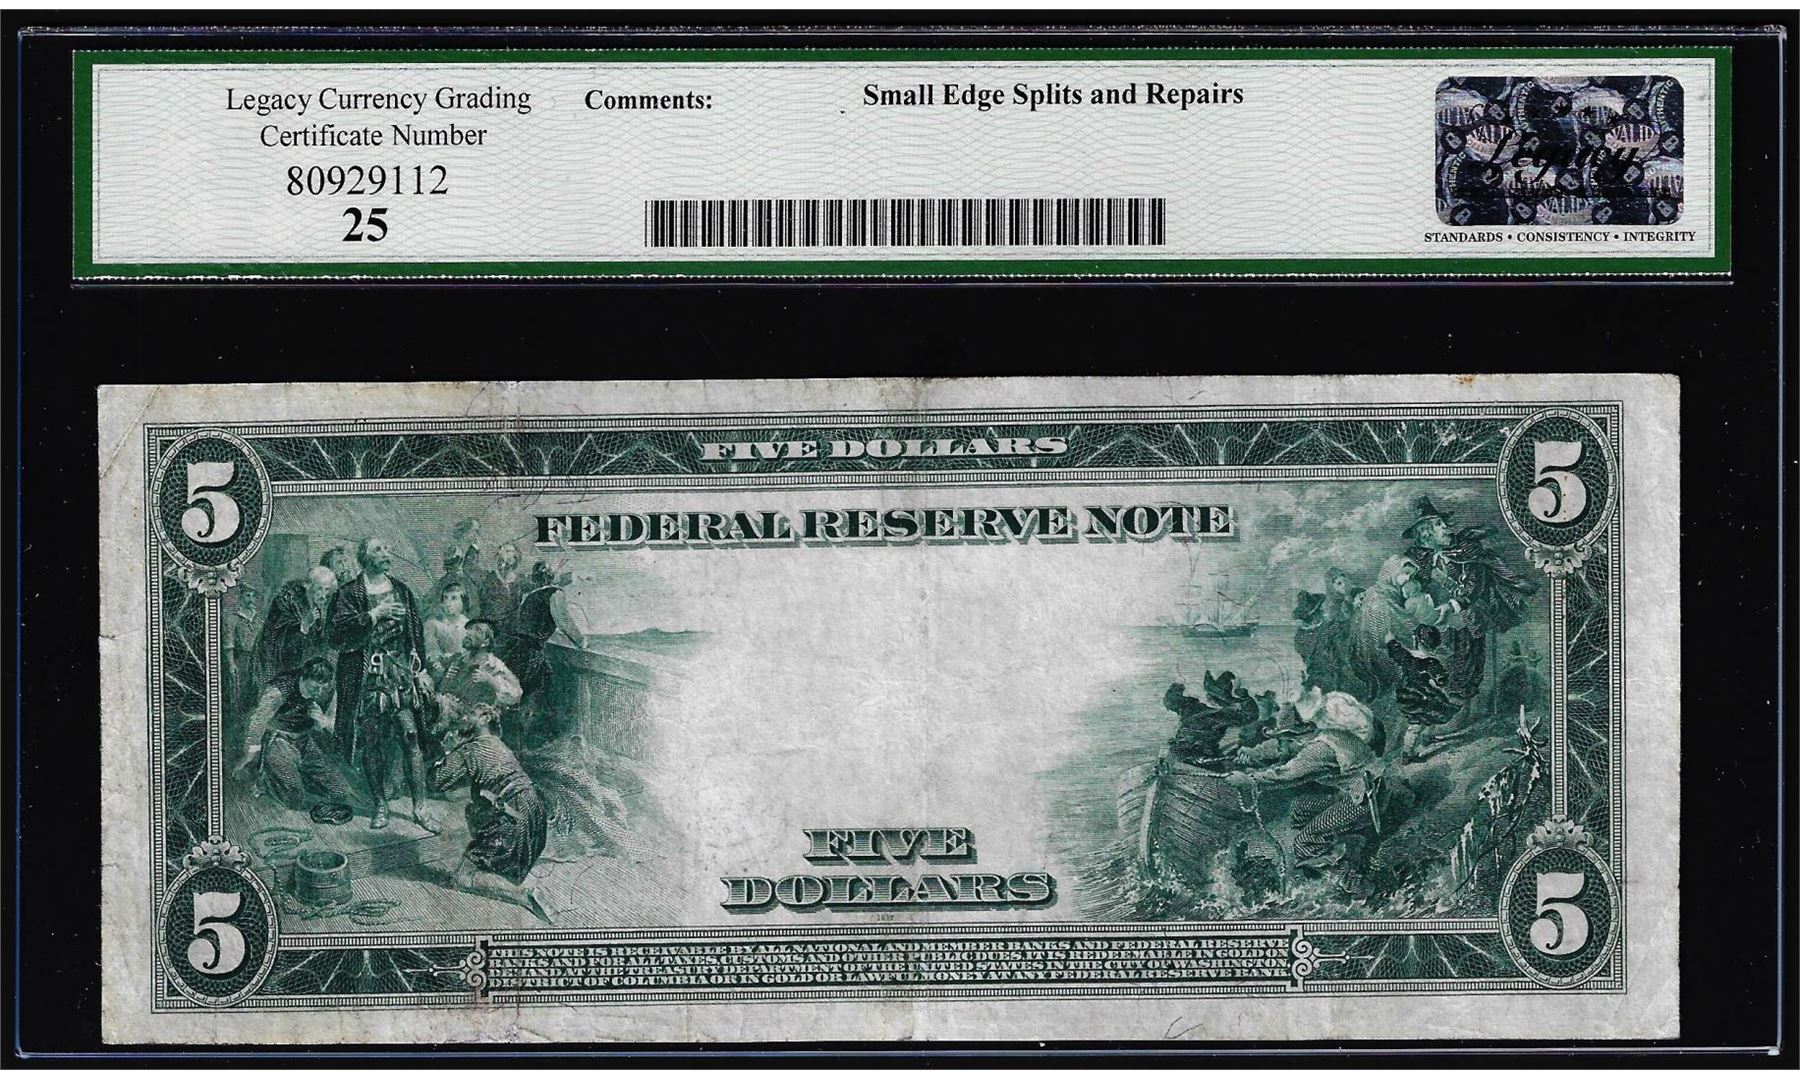 Legacy Currency Grading
Certificate Number
80929112
25
Comments:
Small Edge Splits and Repairs
Legacy
STANDARDS • CONSISTENCY • INTEGRITY
5
FIVE DOLLARS
5
FEDERAL RESERVE NOTE
FIVE
DOLLARS
5
THIS NOTE IS RECEIVABLE BY ALL NATIONAL AND MEMBER BANKS AND FEDERAL RESERVE
BANKS AND FOR ALL TAXES, CUSTOMS AND OTHER PUBLIC DUES. IT IS REDEEMABLE IN GOLD ON
DEMAND AT THE TREASURY DEPARTMENT OF THE UNITED STATES IN THE CITY OF WASHINGTON
DISTRICT OF COLUMBIA OR IN GOLD OR LAWFUL MONEY AT ANY FEDERAL RESERVE BANK
5